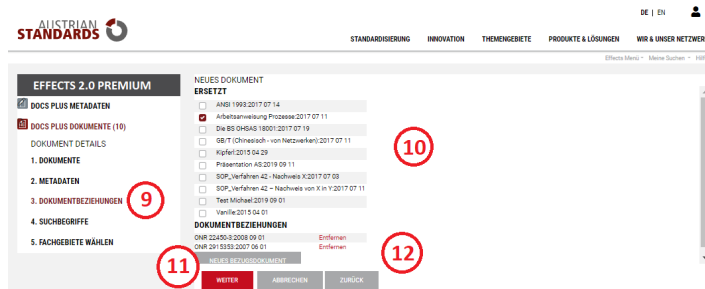 DE | EN
AUSTRIAN
STANDARDS
STANDARDISIERUNG INNOVATION THEMENGEBIETE PRODUKTE & LÖSUNGEN WIR & UNSER NETZWER
Effects Menü Meine Suchen Hilf
EFFECTS 2.0 PREMIUM
DOCS PLUS METADATEN
DOCS PLUS DOKUMENTE (10)
DOKUMENT DETAILS
1. DOKUMENTE
2. METADATEN
3. DOKUMENTBEZIEHUNGEN
4. SUCHBEGRIFFE
5. FACHGEBIETE WÄHLEN
9
NEUES DOKUMENT
ERSETZT
ANSI 1993:2017 07 14
Arbeitsanweisung Prozesse:2017 07 11
Die BS OHSAS 18001:2017 07 19
GB/T (Chinesisch - von Netzwerken):2017 07 11
Kipferl:2015 04 29
Präsentation AS:2019 09 11
SOP_Verfahren 42 - Nachweis X:2017 07 03
SOP_Verfahren 42 – Nachweis von X in Y:2017 07 11
Test Michael:2019 09 01
Vanille:2015 04 01
10
DOKUMENTBEZIEHUNGEN
ONR 22450-3:2008 09 01 Entfernen
ONR 2915353:2007 06 01 Entfernen
NEUES BEZUGSDOKUMENT
12
11
WEITER ABBRECHEN ZURÜCK